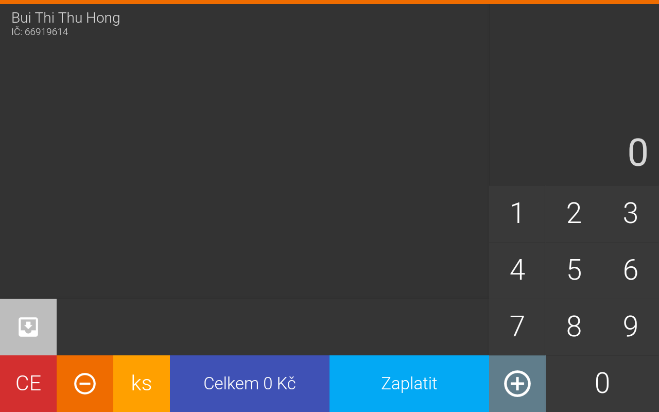 Bui Thi Thu Hong
IČ: 66919614
0
1 2 3
4 5 6
7 8 9
CE ks Celkem 0 Kč Zaplatit 0